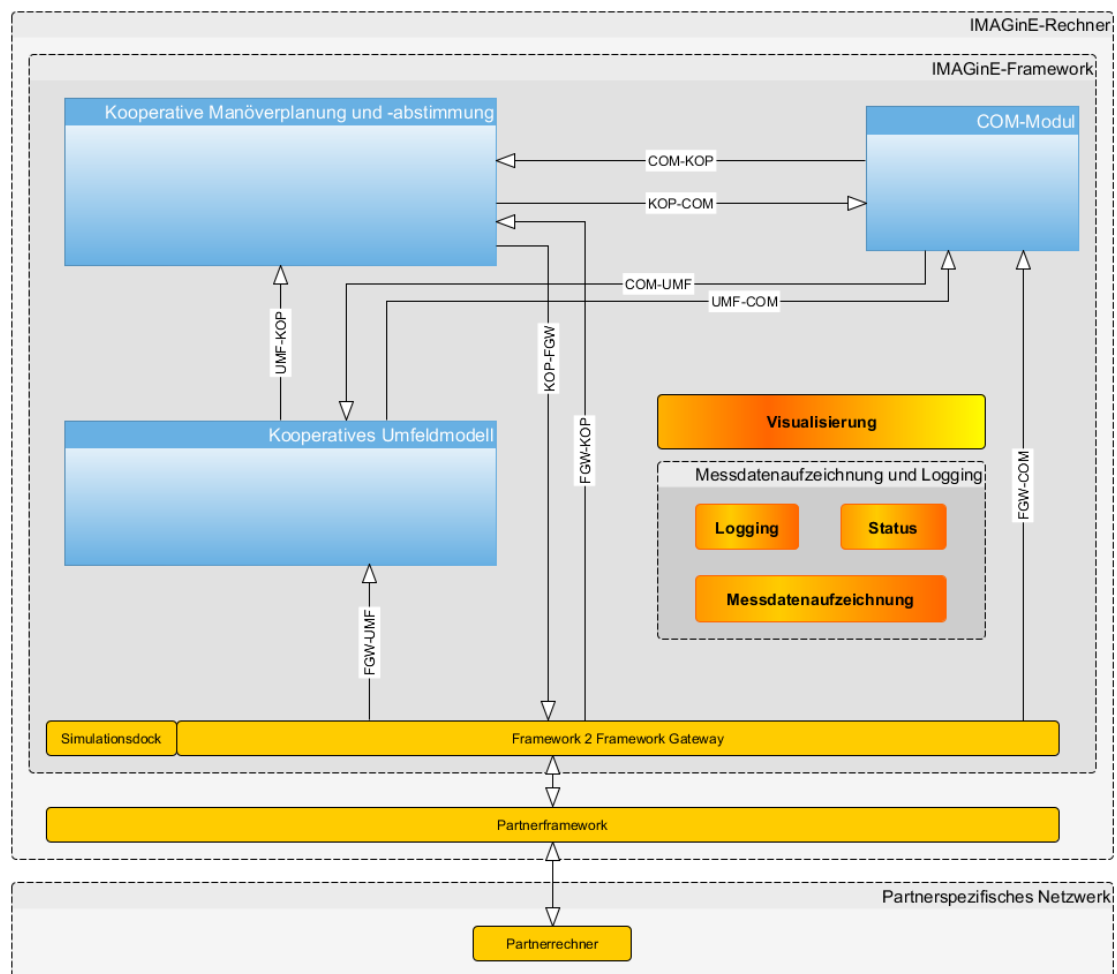 IMAGinE-Rechner
IMAGinE-Framework
Kooperative Manöverplanung und -abstimmung
COM-Modul
COM-KOP
KOP-COM
COM-UMF
UMF-COM
UMF-KOP
KOP-FGW
FGW-KOP
Visualisierung
Kooperatives Umfeldmodell
Messdatenaufzeichnung und Logging
FGW-COM
Logging
Status
Messdatenaufzeichnung
FGW-UMF
Simulationsdock
Framework 2 Framework Gateway
Partnerframework
Partnerspezifisches Netzwerk
Partnerrechner